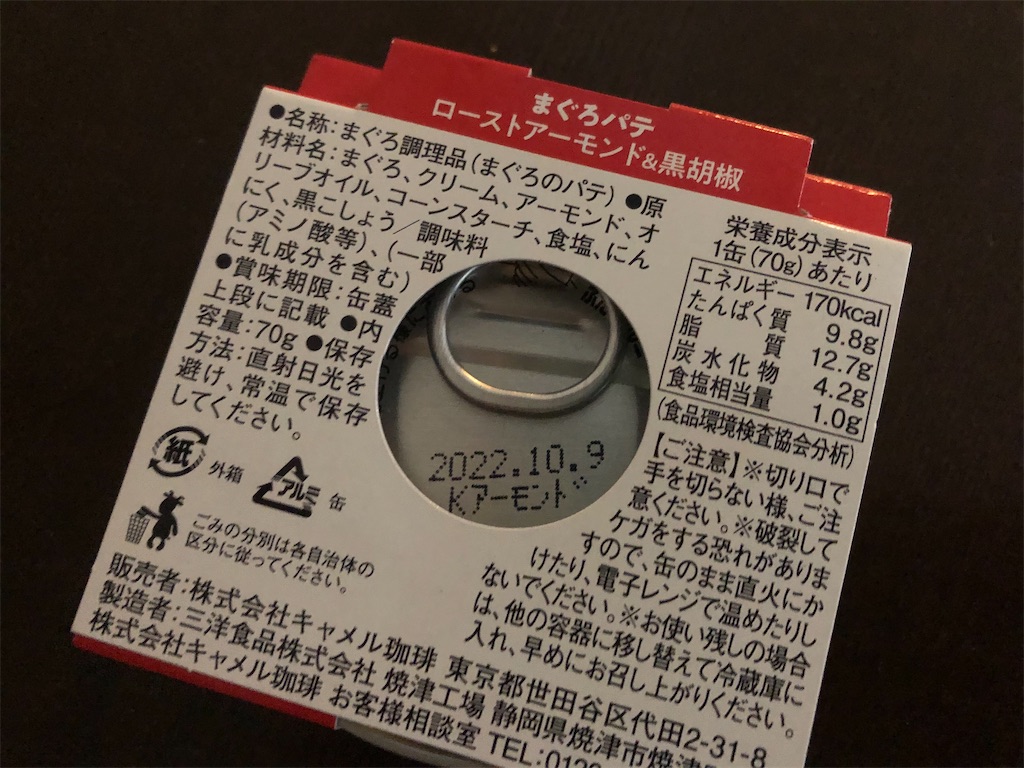 まぐろパテ
ローストアーモンド&黒胡椒
●名称:まぐろ調理品(まぐろのパテ)●原
材料名:まぐろ、クリーム、アーモンド、オ
リーブオイル、コーンスターチ、食塩、にん
にく、黒こしょう/調味料
(アミノ酸等)、(一部
に乳成分を含む)
●賞味期限:缶蓋
上段に記載 ●内
容量:70g ●保存
方法:直射日光を
避け、常温で保存
してください。
紙
外箱
アルミ
缶
ごみの分別は各自治体の
区分に従ってください。
2022.10.9
Kアーモンド
栄養成分表示
1缶(70g)あたり
エネルギー 170kcal
たんぱく質 9.8g
脂質 12.7g
炭水化物 4.2g
食塩相当量 1.0g
(食品環境検査協会分析)
【ご注意】※切り口で
手を切らない様、ご注
意ください。※破裂して
ケガをする恐れがありま
すので、缶のまま直火にか
けたり、電子レンジで温めたりし
ないでください。※お使い残しの場合
は、他の容器に移し替えて冷蔵庫に
入れ、早めにお召し上がりください。
販売者:株式会社キャメル珈琲 東京都世田谷区代田2-31-8
製造者:三洋食品株式会社 焼津工場 静岡県焼津市焼津
株式会社キャメル珈琲 お客様相談室 TEL:0120